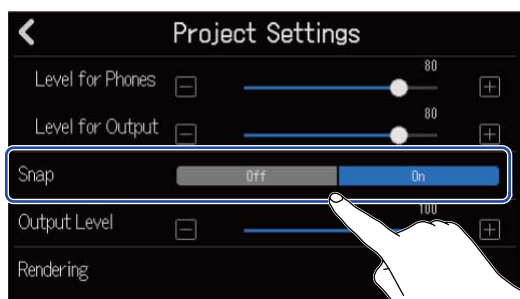 Project Settings
80
Level for Phones
80
Level for Output
Snap Off On
100
Output Level
Rendering